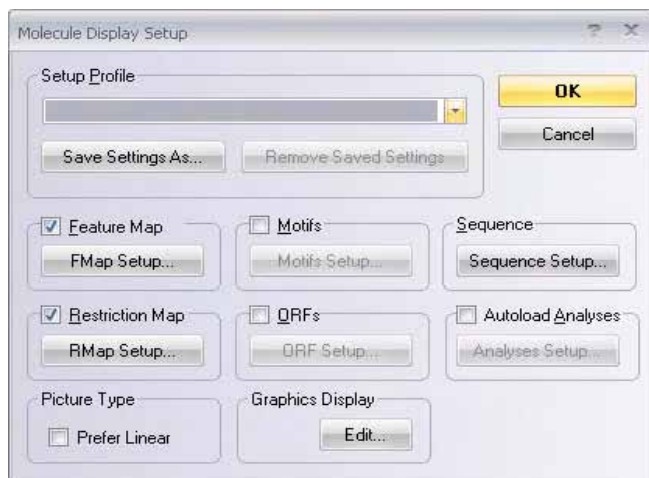 Molecule Display Setup
Setup Profile
OK
Cancel
Save Settings As...
Remove Saved Settings
Feature Map
Motifs
Sequence
FMap Setup...
Motifs Setup...
Sequence Setup...
Restriction Map
ORFs
Autoload Analyses
RMap Setup...
ORF Setup...
Analyses Setup...
Picture Type
Graphics Display
Prefer Linear
Edit...